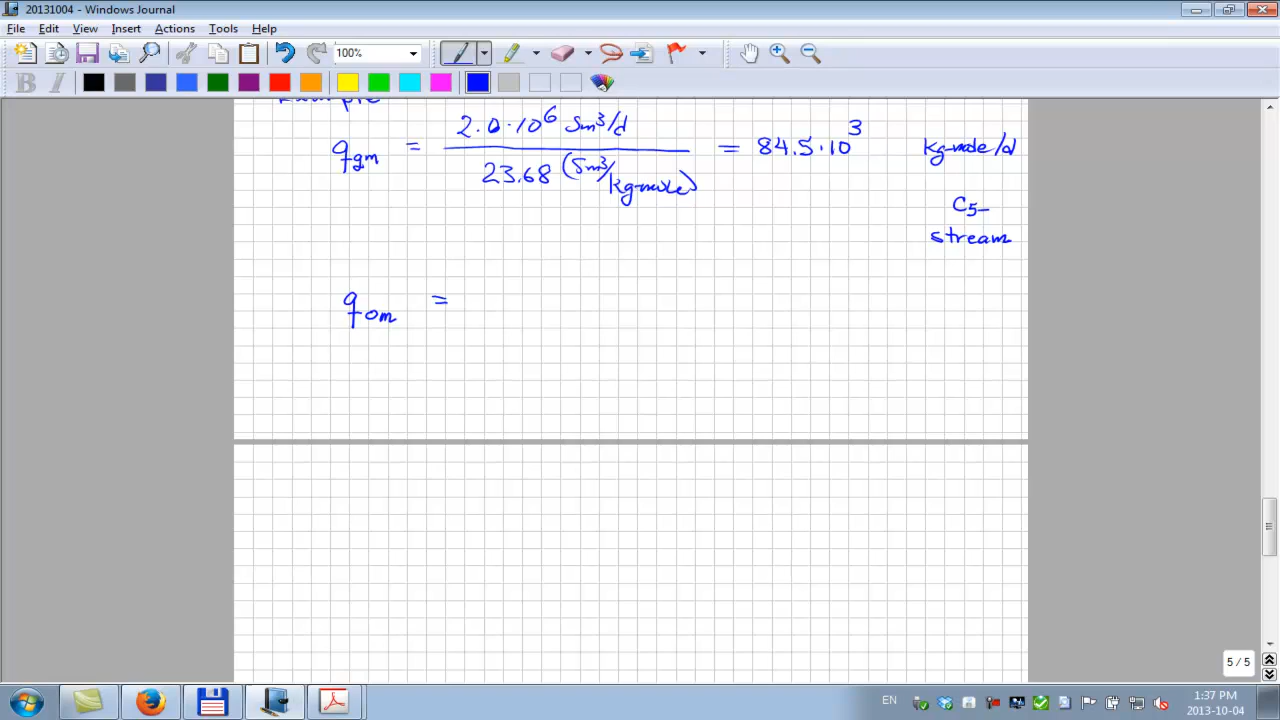 20131004 - Windows Journal
File Edit View Insert Actions Tools Help
100%
B I
Example
q_gm = 2.0·10^6 Sm³/d / 23.68 (Sm³/kg-mole) = 84.5·10³ kg-mole/d
C5-
stream
q_om =
5 / 5
EN
1:37 PM
2013-10-04